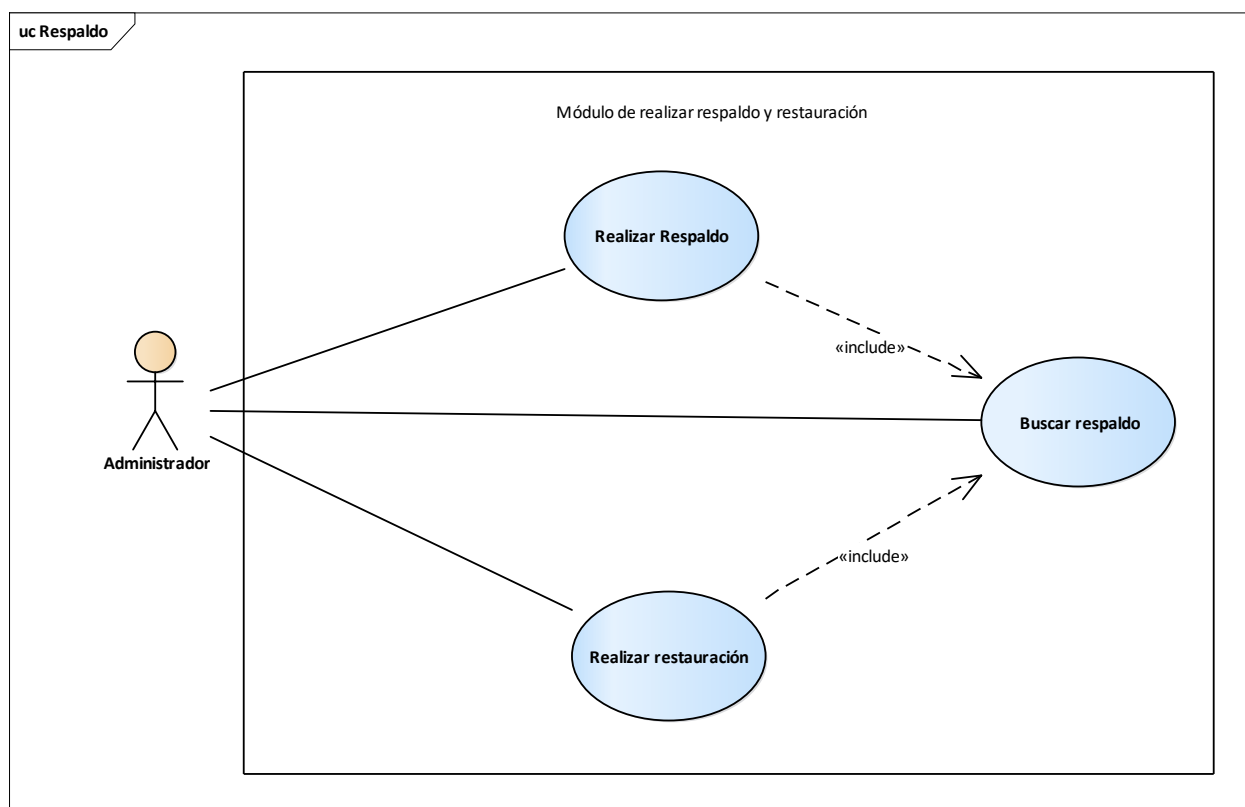 uc Respaldo
Módulo de realizar respaldo y restauración
Realizar Respaldo
«include»
Buscar respaldo
Administrador
«include»
Realizar restauración